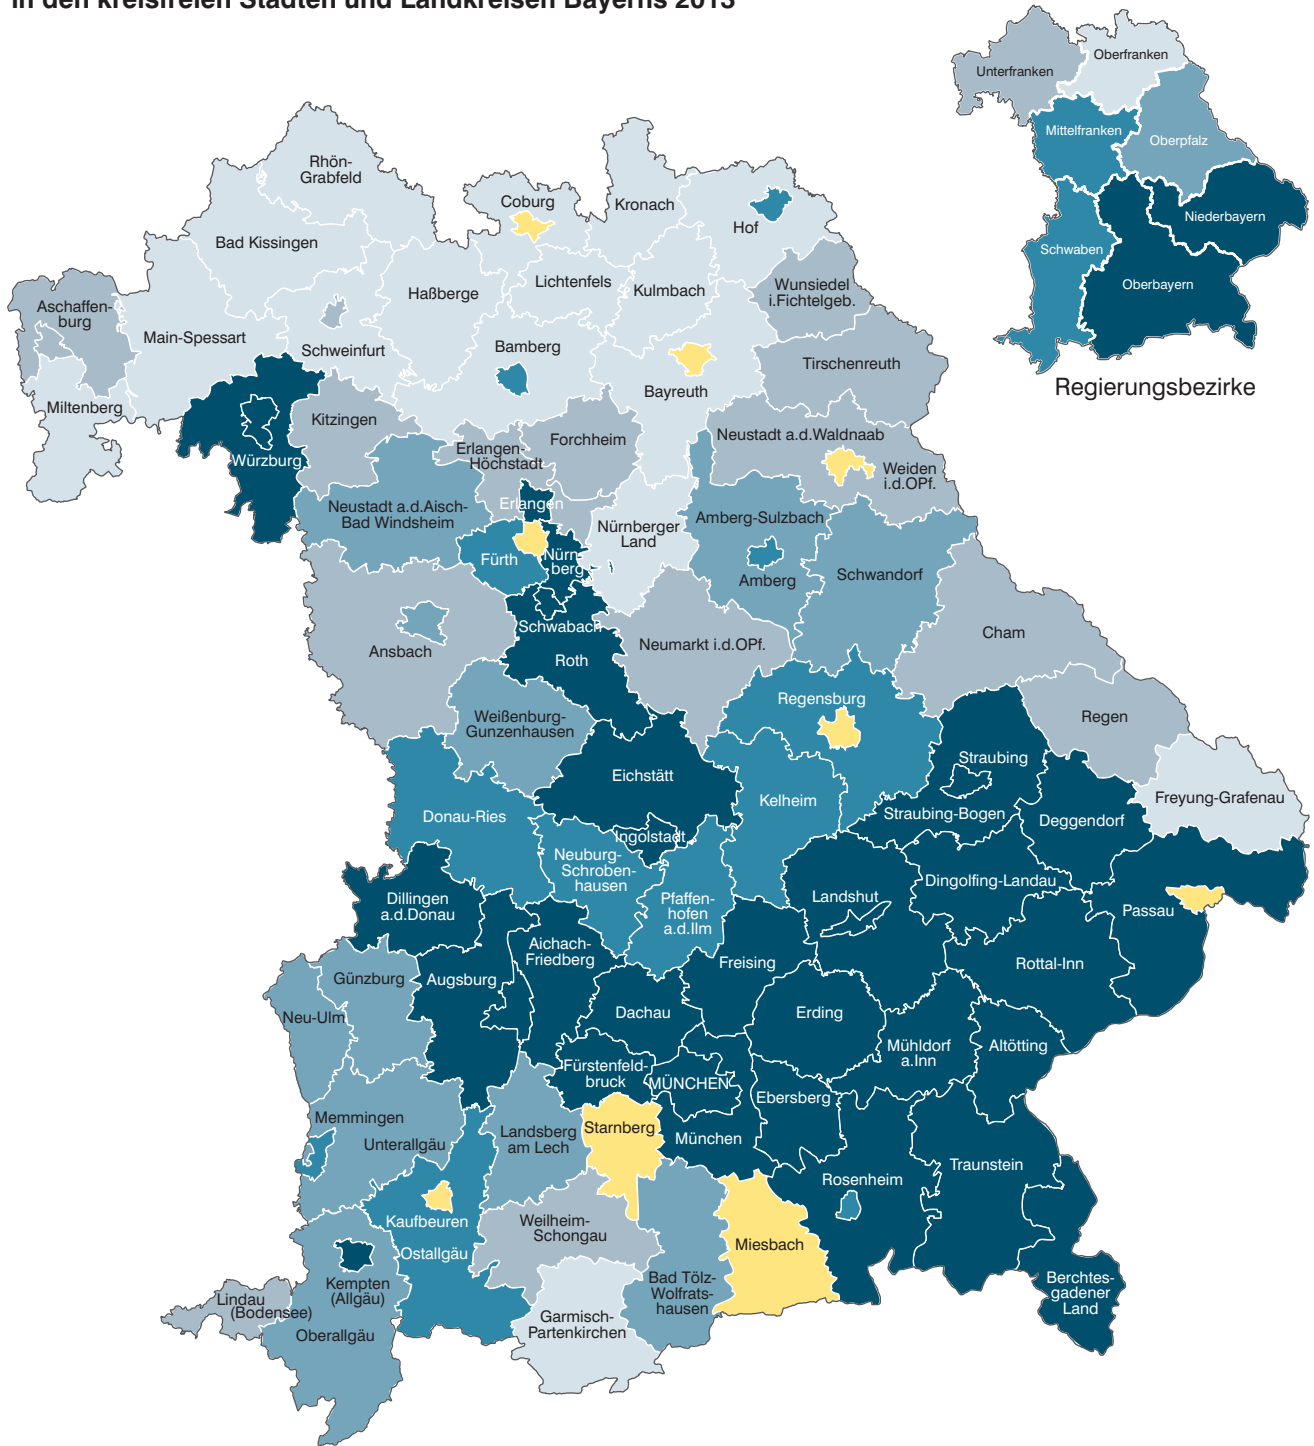 in den kreisfreien Städten und Landkreisen Bayerns 2013
Oberfranken
Unterfranken
Mittelfranken
Oberpfalz
Niederbayern
Schwaben
Oberbayern
Regierungsbezirke
Rhön-
Grabfeld
Coburg
Kronach
Hof
Bad Kissingen
Lichtenfels
Kulmbach
Wunsiedel
i.Fichtelgeb.
Haßberge
Aschaffen-
burg
Main-Spessart
Schweinfurt
Bamberg
Tirschenreuth
Bayreuth
Miltenberg
Kitzingen
Forchheim
Neustadt a.d.Waldnaab
Erlangen-
Höchstadt
Würzburg
Weiden
i.d.OPf.
Erlangen
Neustadt a.d.Aisch-
Bad Windsheim
Nürnberger
Land
Amberg-Sulzbach
Fürth
Nürn-
berg
Amberg
Schwandorf
Schwabach
Cham
Ansbach
Neumarkt i.d.OPf.
Roth
Regensburg
Weißenburg-
Gunzenhausen
Regen
Straubing
Eichstätt
Kelheim
Freyung-Grafenau
Donau-Ries
Straubing-Bogen
Deggendorf
Ingolstadt
Neuburg-
Schroben-
hausen
Dingolfing-Landau
Dillingen
a.d.Donau
Pfaffen-
hofen
a.d.Ilm
Landshut
Passau
Aichach-
Friedberg
Freising
Rottal-Inn
Günzburg
Augsburg
Neu-Ulm
Dachau
Erding
Mühldorf
a.Inn
Altötting
Fürstenfeld-
bruck
MÜNCHEN
Ebersberg
Memmingen
Unterallgäu
Landsberg
am Lech
Starnberg
München
Traunstein
Rosenheim
Kaufbeuren
Weilheim-
Schongau
Miesbach
Ostallgäu
Kempten
(Allgäu)
Bad Tölz-
Wolfrats-
hausen
Berchtes-
gadener
Land
Lindau
(Bodensee)
Garmisch-
Partenkirchen
Oberallgäu